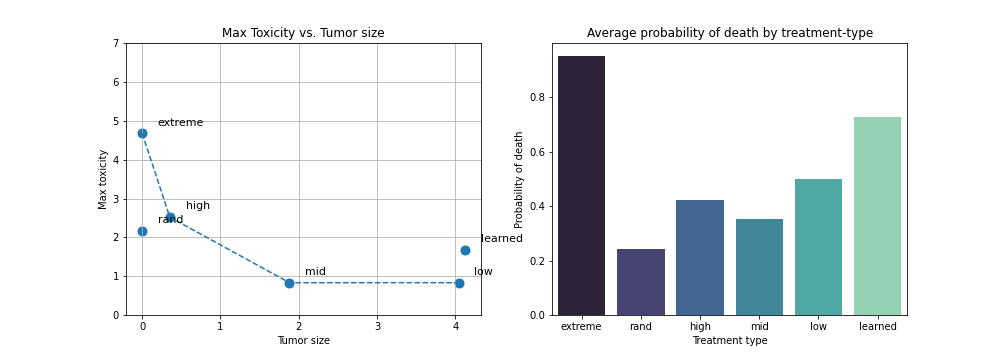 Max Toxicity vs. Tumor size
Max toxicity
7
6
5
4
3
2
1
0
extreme
high
rand
learned
mid
low
0 1 2 3 4
Tumor size
Average probability of death by treatment-type
Probability of death
0.8
0.6
0.4
0.2
0.0
extreme rand high mid low learned
Treatment type